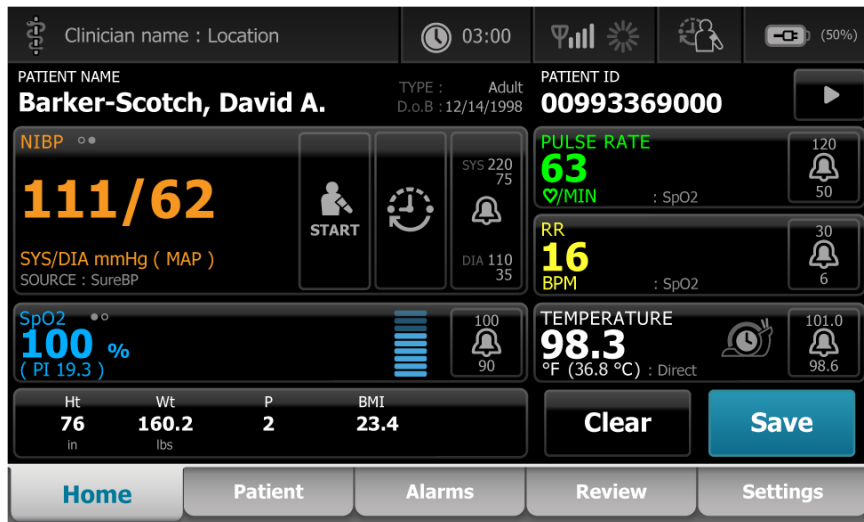 Clinician name : Location
03:00
(50%)
PATIENT NAME
Barker-Scotch, David A.
TYPE : Adult
D.o.B : 12/14/1998
PATIENT ID
00993369000
NIBP
111/62
SYS/DIA mmHg ( MAP )
SOURCE : SureBP
START
SYS 220
75
DIA 110
35
PULSE RATE
63
/MIN : SpO2
120
50
RR
16
BPM : SpO2
30
6
SpO2
100 %
( PI 19.3 )
100
90
TEMPERATURE
98.3
°F (36.8 °C) : Direct
101.0
98.6
Ht Wt P BMI
76 160.2 2 23.4
in lbs
Clear
Save
Home Patient Alarms Review Settings